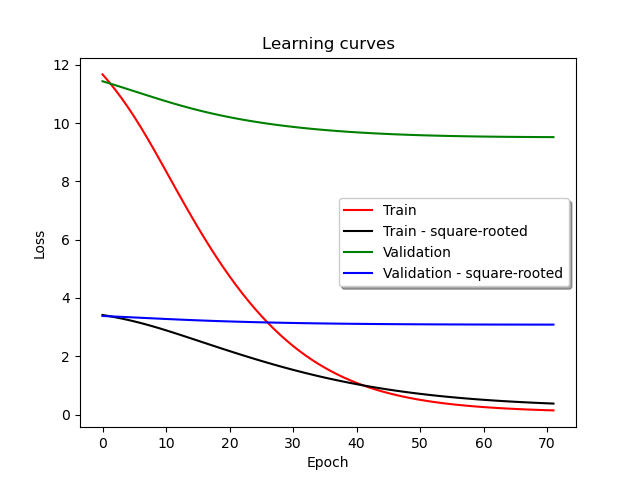 Learning curves
Loss
12
10
8
6
4
2
0
Train
Train - square-rooted
Validation
Validation - square-rooted
0 10 20 30 40 50 60 70
Epoch